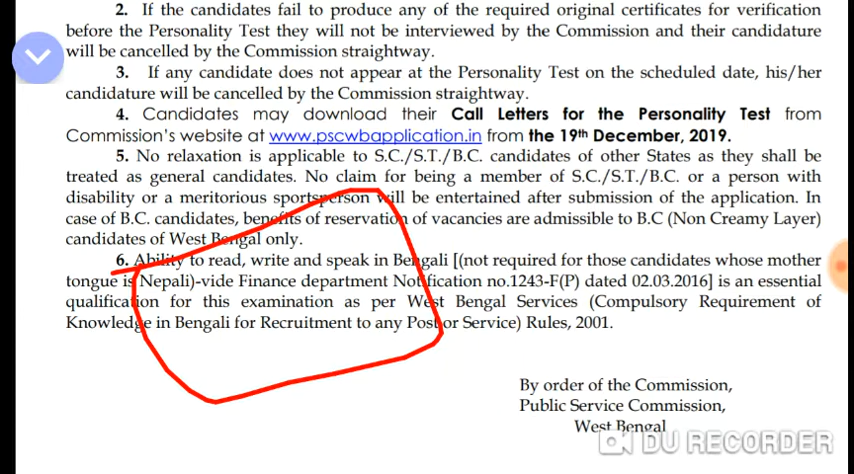 2. If the candidates fail to produce any of the required original certificates for verification
before the Personality Test they will not be interviewed by the Commission and their candidature
will be cancelled by the Commission straightway.
3. If any candidate does not appear at the Personality Test on the scheduled date, his/her
candidature will be cancelled by the Commission straightway.
4. Candidates may download their Call Letters for the Personality Test from
Commission's website at www.pscwbapplication.in from the 19th December, 2019.
5. No relaxation is applicable to S.C./S.T./B.C. candidates of other States as they shall be
treated as general candidates. No claim for being a member of S.C./S.T./B.C. or a person with
disability or a meritorious sportsperson will be entertained after submission of the application. In
case of B.C. candidates, benefits of reservation of vacancies are admissible to B.C (Non Creamy Layer)
candidates of West Bengal only.
6. Ability to read, write and speak in Bengali [(not required for those candidates whose mother
tongue is Nepali)-vide Finance department Notification no.1243-F(P) dated 02.03.2016] is an essential
qualification for this examination as per West Bengal Services (Compulsory Requirement of
Knowledge in Bengali for Recruitment to any Post or Service) Rules, 2001.
By order of the Commission,
Public Service Commission,
West Bengal
DU RECORDER